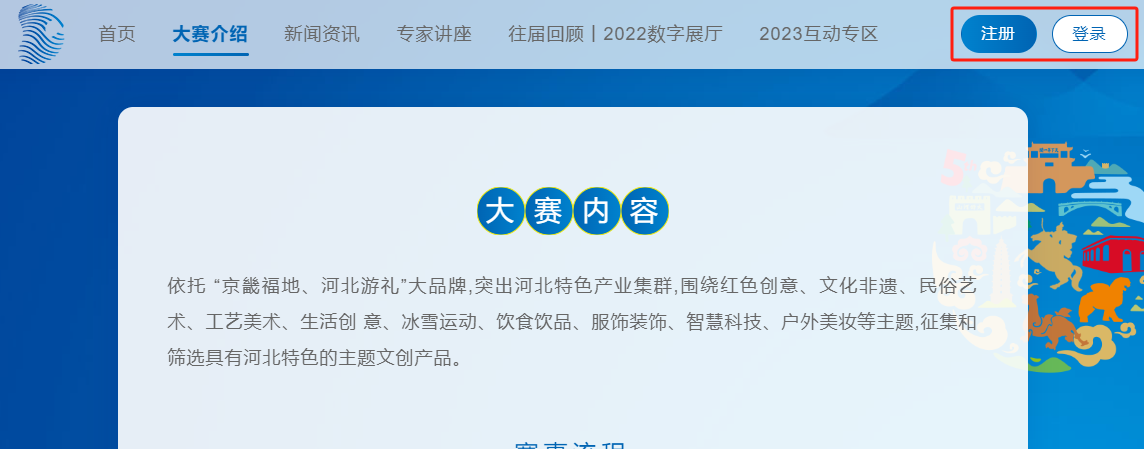 首页 大赛介绍 新闻资讯 专家讲座 往届回顾丨2022数字展厅 2023互动专区 注册 登录
大赛内容
依托 “京畿福地、河北游礼”大品牌,突出河北特色产业集群,围绕红色创意、文化非遗、民俗艺
术、工艺美术、生活创 意、冰雪运动、饮食饮品、服饰装饰、智慧科技、户外美妆等主题,征集和
筛选具有河北特色的主题文创产品。
赛事流程